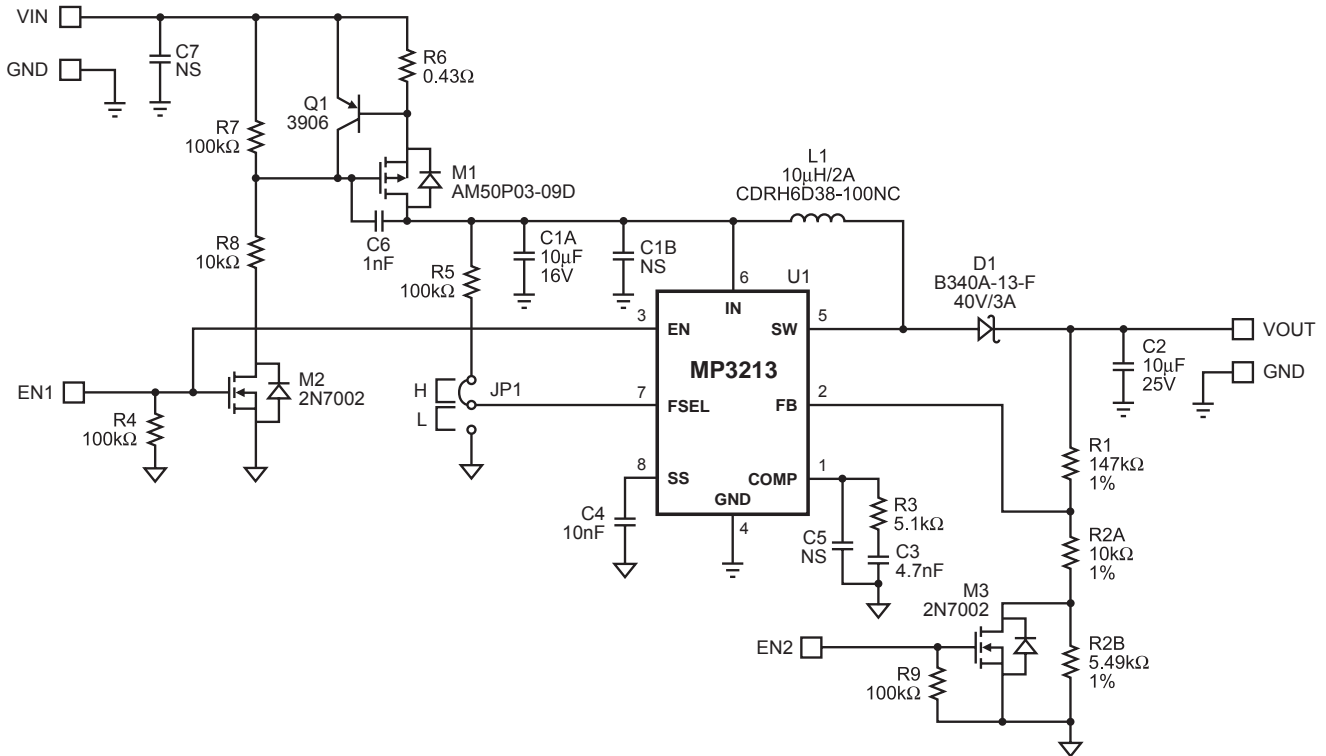 VIN
C7
NS
GND
R6
0.43Ω
Q1
3906
R7
100kΩ
M1
AM50P03-09D
L1
10µH/2A
CDRH6D38-100NC
C6
1nF
R8
10kΩ
R5
100kΩ
C1A
10µF
16V
C1B
NS
6
U1
D1
B340A-13-F
40V/3A
IN
3
EN
SW
5
VOUT
MP3213
C2
10µF
25V
GND
EN1
M2
2N7002
R4
100kΩ
H
JP1
L
7
FSEL
FB
2
R1
147kΩ
1%
8
SS
COMP
1
GND
4
C4
10nF
R3
5.1kΩ
C5
NS
C3
4.7nF
R2A
10kΩ
1%
M3
2N7002
EN2
R9
100kΩ
R2B
5.49kΩ
1%